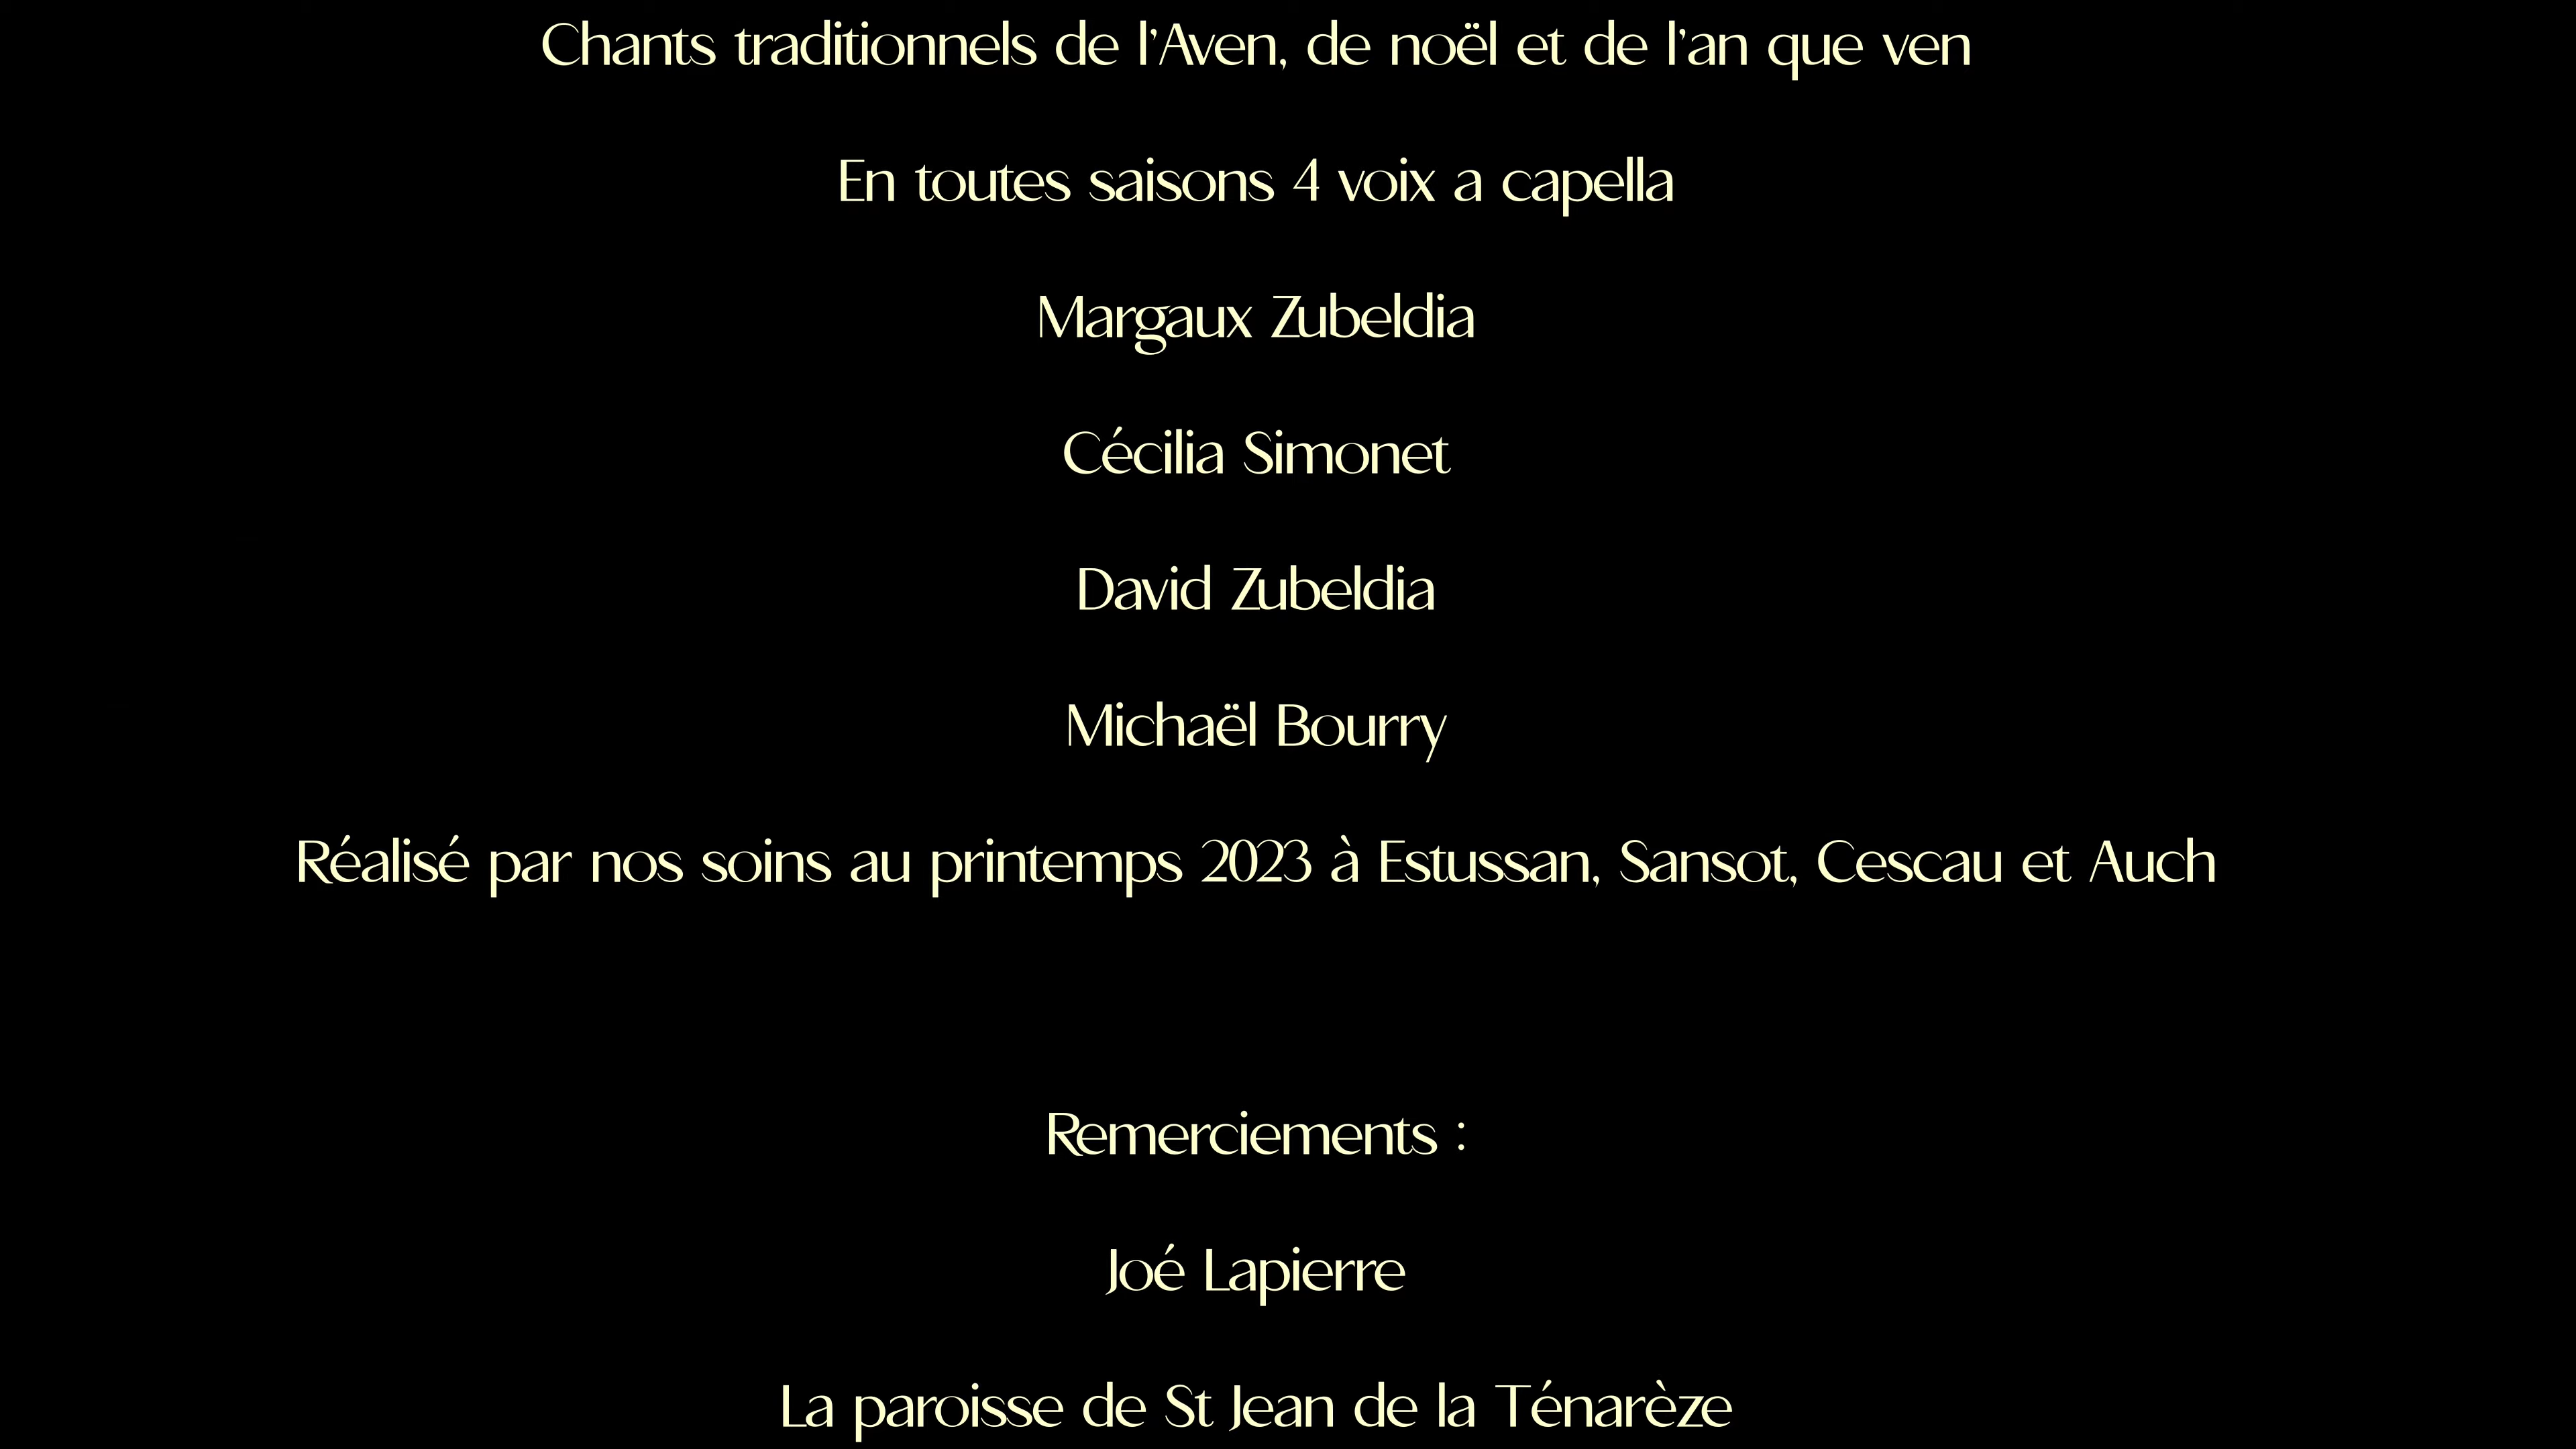 Chants traditionnels de l'Aven, de noël et de l'an que ven
En toutes saisons 4 voix a capella
Margaux Zubeldia
Cécilia Simonet
David Zubeldia
Michaël Bourry
Réalisé par nos soins au printemps 2023 à Estussan, Sansot, Cescau et Auch
Remerciements :
Joé Lapierre
La paroisse de St Jean de la Ténarèze